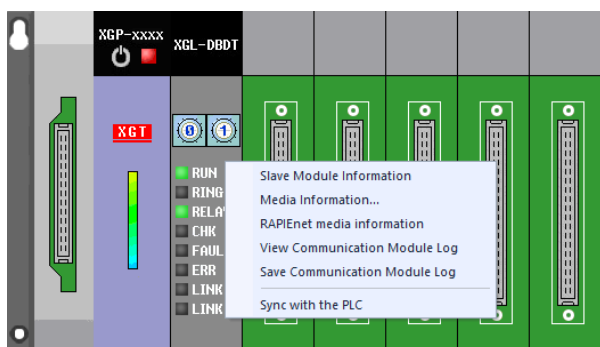 XGP-xxxx
XGL-DBDT
XGT
0 1
RUN
RING
RELA
CHK
FAUL
ERR
LINK
LINK
Slave Module Information
Media Information...
RAPIEnet media information
View Communication Module Log
Save Communication Module Log
Sync with the PLC